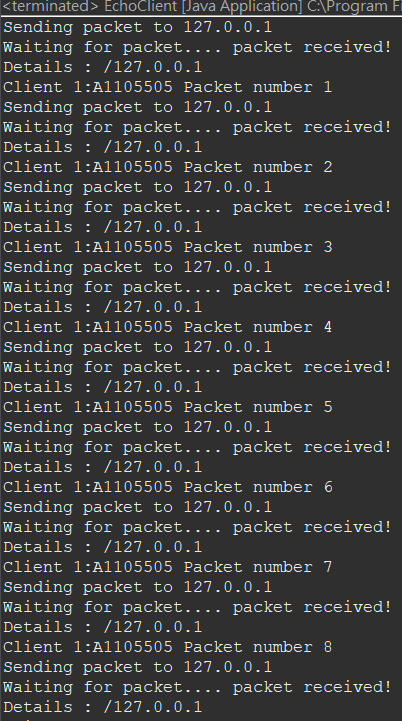 <terminated> EchoClient [Java Application] C:\Program Fi
Sending packet to 127.0.0.1
Waiting for packet.... packet received!
Details : /127.0.0.1
Client 1:A1105505 Packet number 1
Sending packet to 127.0.0.1
Waiting for packet.... packet received!
Details : /127.0.0.1
Client 1:A1105505 Packet number 2
Sending packet to 127.0.0.1
Waiting for packet.... packet received!
Details : /127.0.0.1
Client 1:A1105505 Packet number 3
Sending packet to 127.0.0.1
Waiting for packet.... packet received!
Details : /127.0.0.1
Client 1:A1105505 Packet number 4
Sending packet to 127.0.0.1
Waiting for packet.... packet received!
Details : /127.0.0.1
Client 1:A1105505 Packet number 5
Sending packet to 127.0.0.1
Waiting for packet.... packet received!
Details : /127.0.0.1
Client 1:A1105505 Packet number 6
Sending packet to 127.0.0.1
Waiting for packet.... packet received!
Details : /127.0.0.1
Client 1:A1105505 Packet number 7
Sending packet to 127.0.0.1
Waiting for packet.... packet received!
Details : /127.0.0.1
Client 1:A1105505 Packet number 8
Sending packet to 127.0.0.1
Waiting for packet.... packet received!
Details : /127.0.0.1